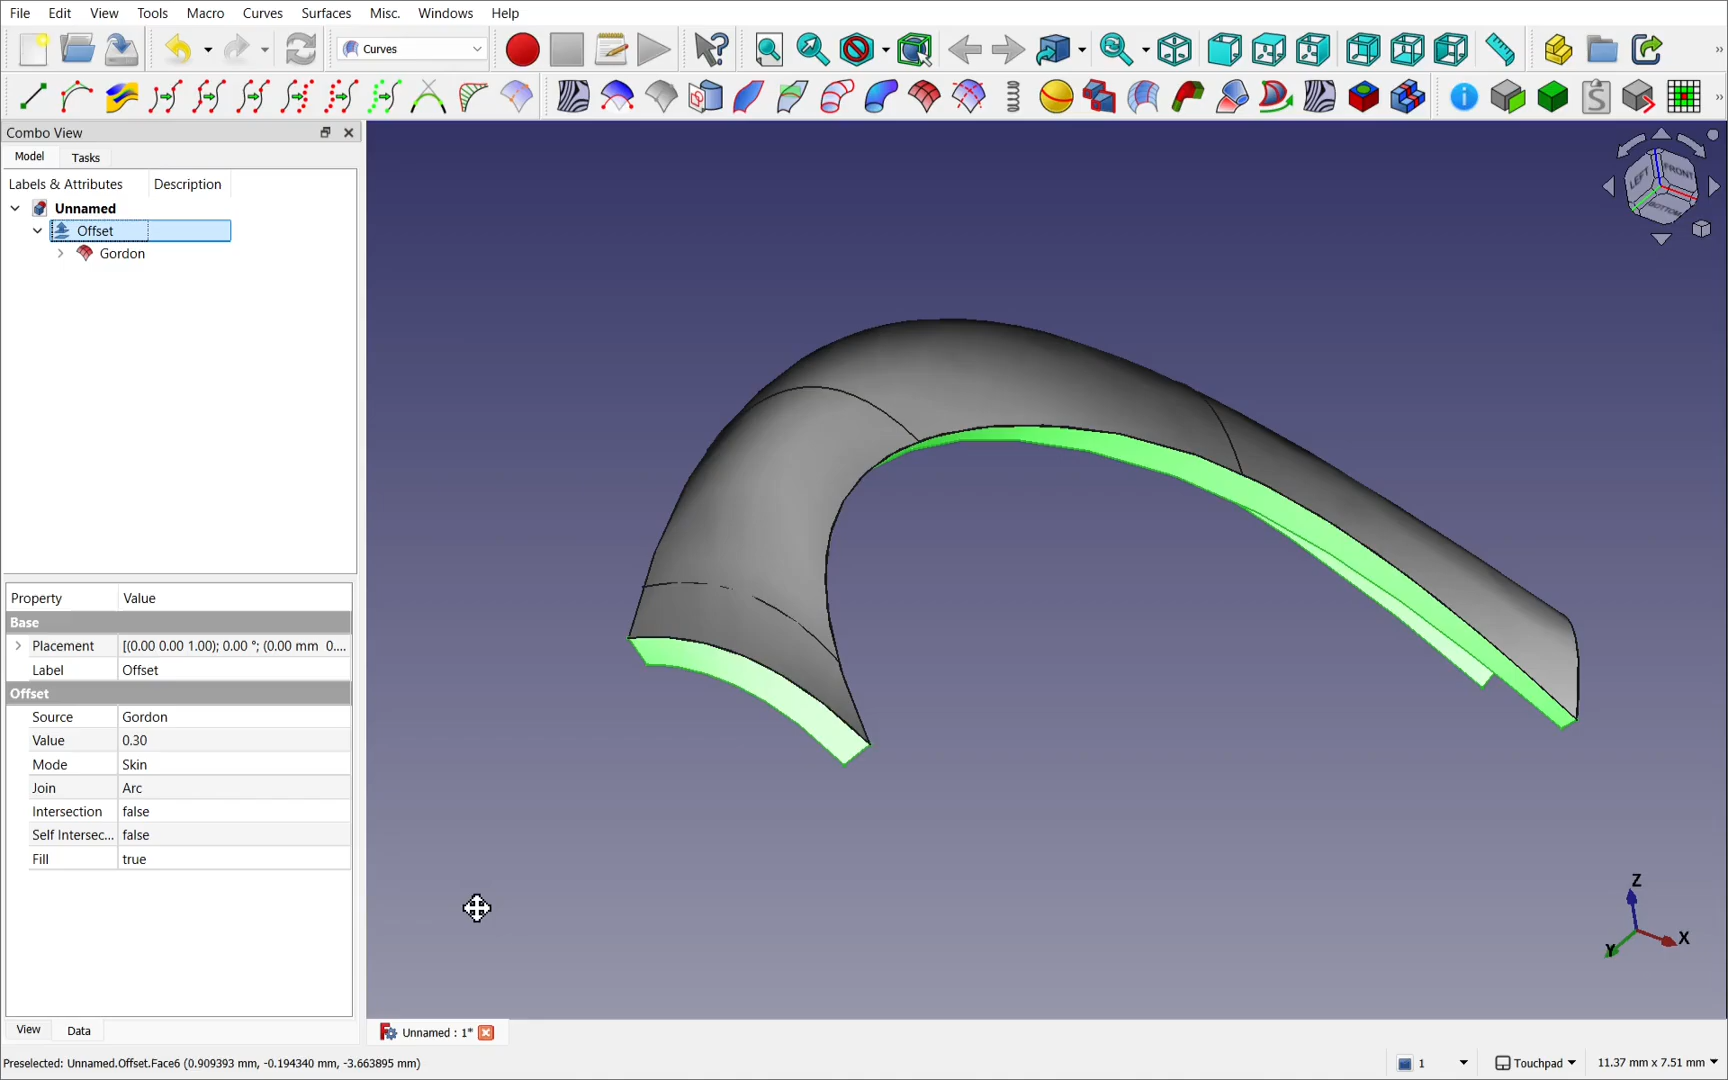 File Edit View Tools Macro Curves Surfaces Misc. Windows Help
Curves
Combo View
Model Tasks
Labels & Attributes Description
Unnamed
Offset
Gordon
LEFT FRONT
BOTTOM
Property Value
Base
Placement [(0.00 0.00 1.00); 0.00 °; (0.00 mm 0....
Label Offset
Offset
Source Gordon
Value 0.30
Mode Skin
Join Arc
Intersection false
Self Intersec... false
Fill true
Z
X
Y
View Data
Unnamed : 1*
Preselected: Unnamed.Offset.Face6 (0.909393 mm, -0.194340 mm, -3.663895 mm)
1 Touchpad 11.37 mm x 7.51 mm